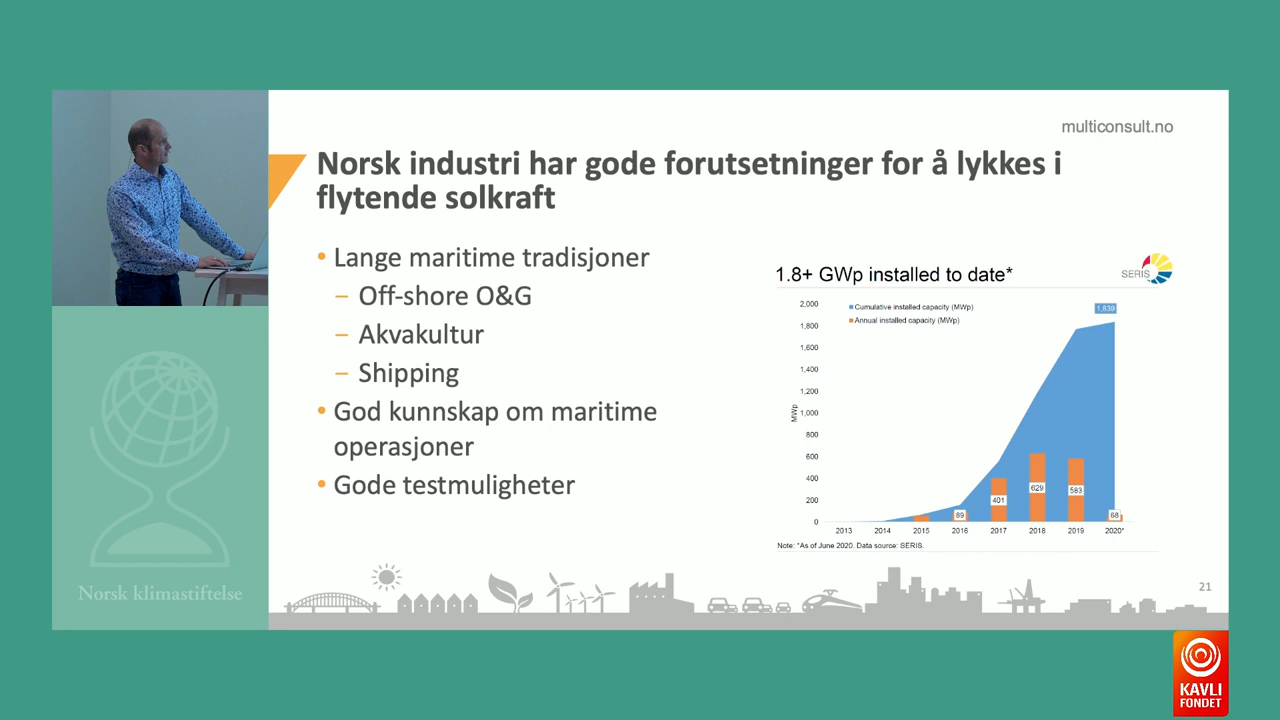 multiconsult.no
Norsk industri har gode forutsetninger for å lykkes i
flytende solkraft
• Lange maritime tradisjoner
– Off-shore O&G
– Akvakultur
– Shipping
• God kunnskap om maritime
operasjoner
• Gode testmuligheter
1.8+ GWp installed to date*
SERIS
Cumulative installed capacity (MWp)
Annual installed capacity (MWp)
MWp
2,000
1,800
1,600
1,400
1,200
1,000
800
600
400
200
0
1,839
89
401
629
583
68
2013 2014 2015 2016 2017 2018 2019 2020*
Note: *As of June 2020. Data source: SERIS.
21
Norsk klimastiftelse
KAVLI
FONDET